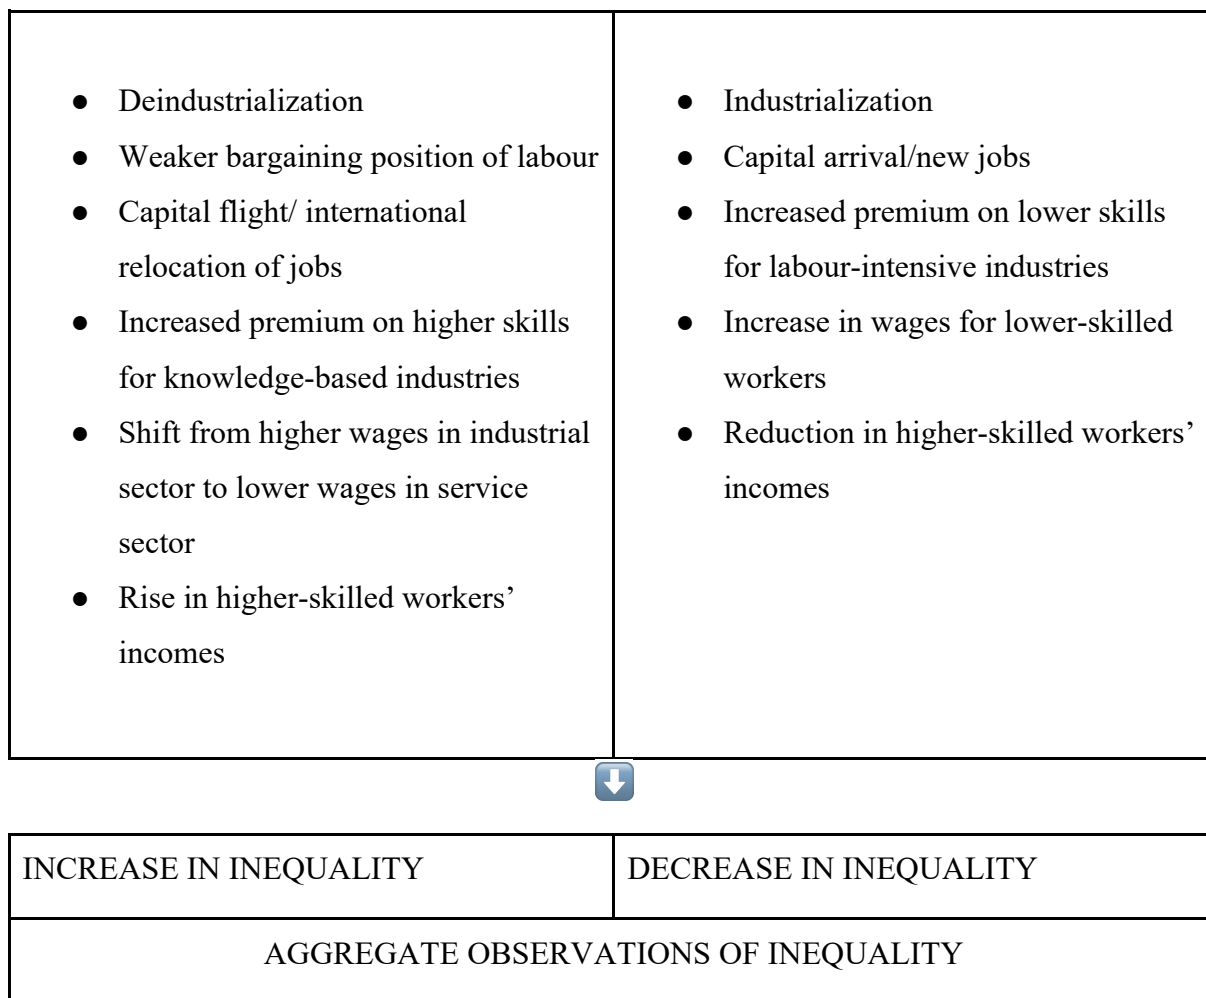 ● Deindustrialization
● Weaker bargaining position of labour
● Capital flight/ international
relocation of jobs
● Increased premium on higher skills
for knowledge-based industries
● Shift from higher wages in industrial
sector to lower wages in service
sector
● Rise in higher-skilled workers’
incomes
● Industrialization
● Capital arrival/new jobs
● Increased premium on lower skills
for labour-intensive industries
● Increase in wages for lower-skilled
workers
● Reduction in higher-skilled workers’
incomes
INCREASE IN INEQUALITY
DECREASE IN INEQUALITY
AGGREGATE OBSERVATIONS OF INEQUALITY